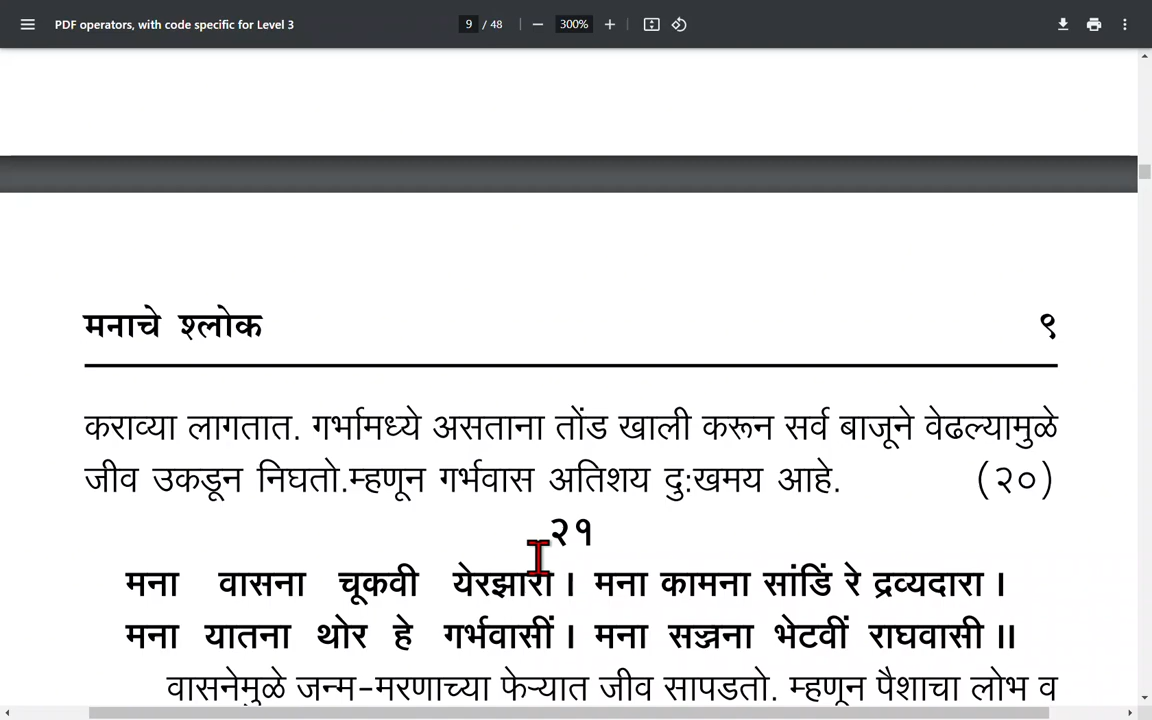 PDF operators, with code specific for Level 3
9 / 48
300%
मनाचे श्लोक ९
कराव्या लागतात. गर्भामध्ये असताना तोंड खाली करून सर्व बाजूने वेढल्यामुळे
जीव उकडून निघतो.म्हणून गर्भवास अतिशय दुःखमय आहे. (२०)
२१
मना वासना चूकवी येरझारा । मना कामना सांडिं रे द्रव्यदारा ।
मना यातना थोर हे गर्भवासीं । मना सज्जना भेटवीं राघवासी ॥
वासनेमुळे जन्म-मरणाच्या फेऱ्यात जीव सापडतो. म्हणून पैशाचा लोभ व